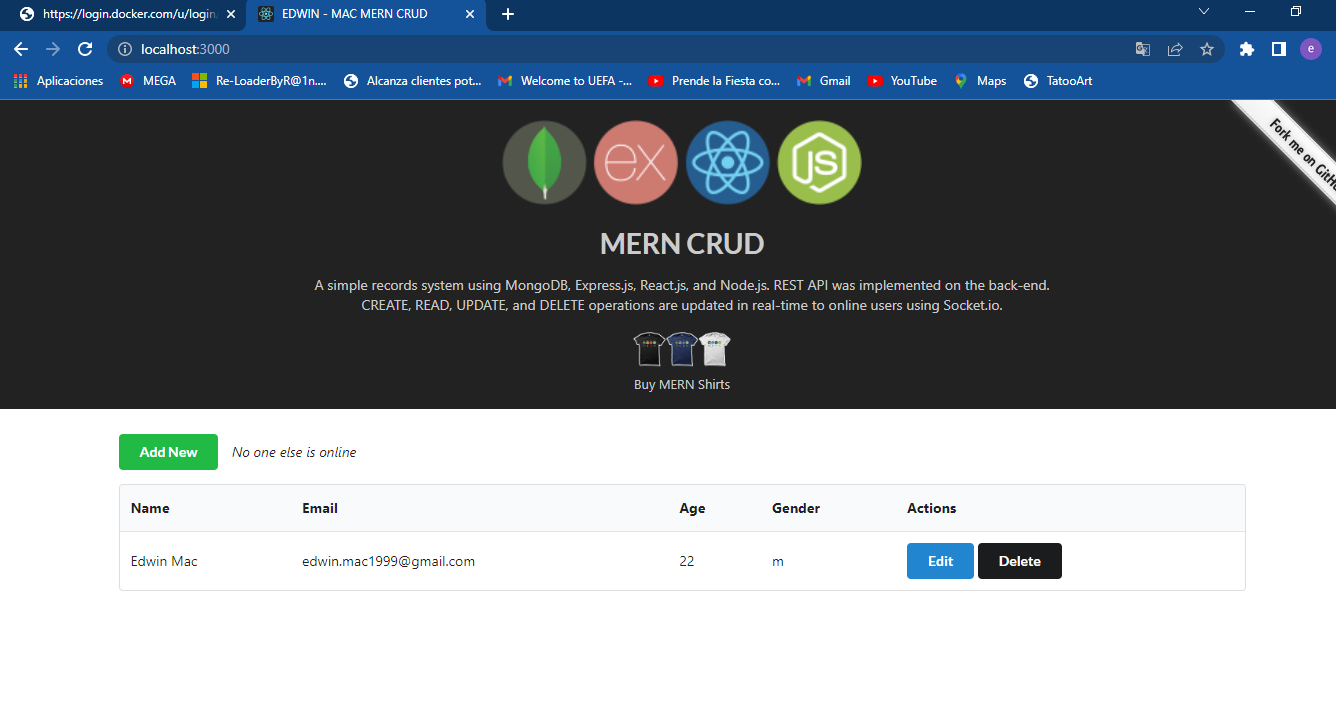 https://login.docker.com/u/login
EDWIN - MAC MERN CRUD
localhost:3000
e
Aplicaciones
MEGA
Re-LoaderByR@1n....
Alcanza clientes pot...
Welcome to UEFA -...
Prende la Fiesta co...
Gmail
YouTube
Maps
TatooArt
Fork me on GitH
ex
JS
MERN CRUD
A simple records system using MongoDB, Express.js, React.js, and Node.js. REST API was implemented on the back-end.
CREATE, READ, UPDATE, and DELETE operations are updated in real-time to online users using Socket.io.
Buy MERN Shirts
Add New
No one else is online
Name Email Age Gender Actions
Edwin Mac edwin.mac1999@gmail.com 22 m Edit Delete